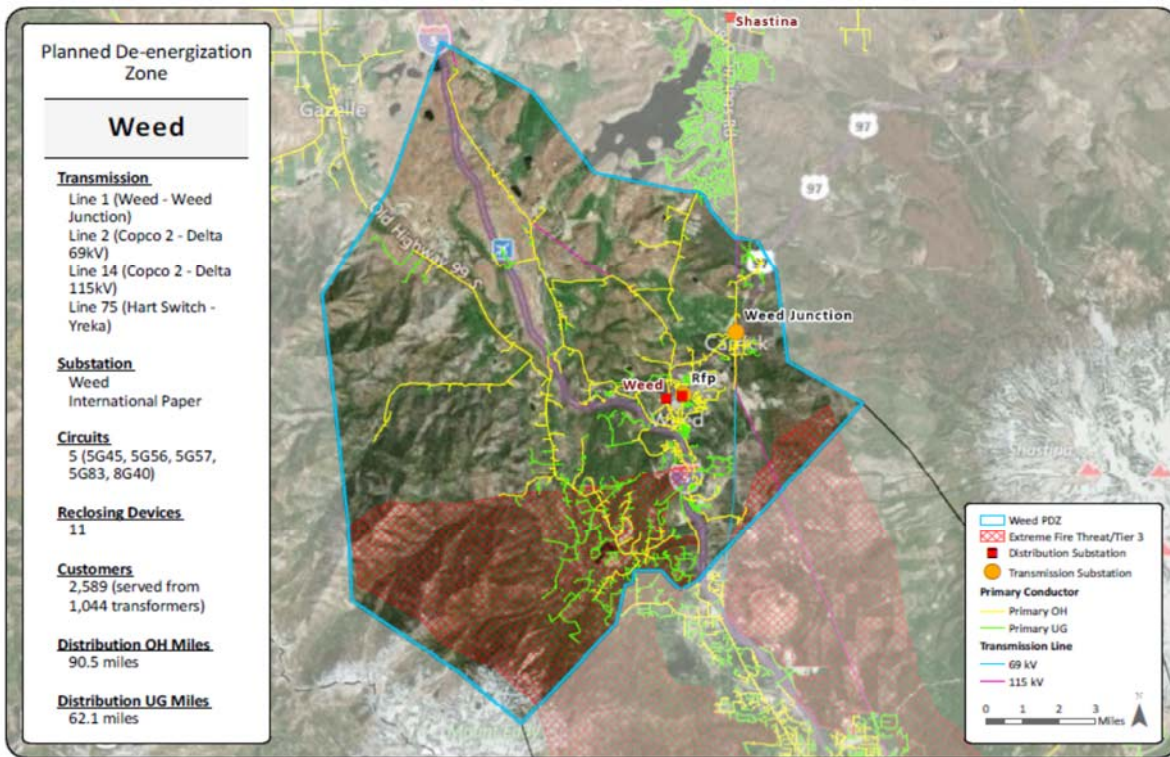 Planned De-energization
Zone
Weed
Transmission
Line 1 (Weed - Weed
Junction)
Line 2 (Copco 2 - Delta
69kV)
Line 14 (Copco 2 - Delta
115kV)
Line 75 (Hart Switch -
Yreka)
Substation
Weed
International Paper
Circuits
5 (5G45, 5G56, 5G57,
5G83, 8G40)
Reclosing Devices
11
Customers
2,589 (served from
1,044 transformers)
Distribution OH Miles
90.5 miles
Distribution UG Miles
62.1 miles
Shastina
5
Gazelle
97
97
Old Highway 99 S
97
Weed Junction
Carrick
Weed
Rfp
Weed
Shastina
Weed PDZ
Extreme Fire Threat/Tier 3
Distribution Substation
Transmission Substation
Primary Conductor
Primary OH
Primary UG
Transmission Line
69 kV
115 kV
0 1 2 3
Miles
N